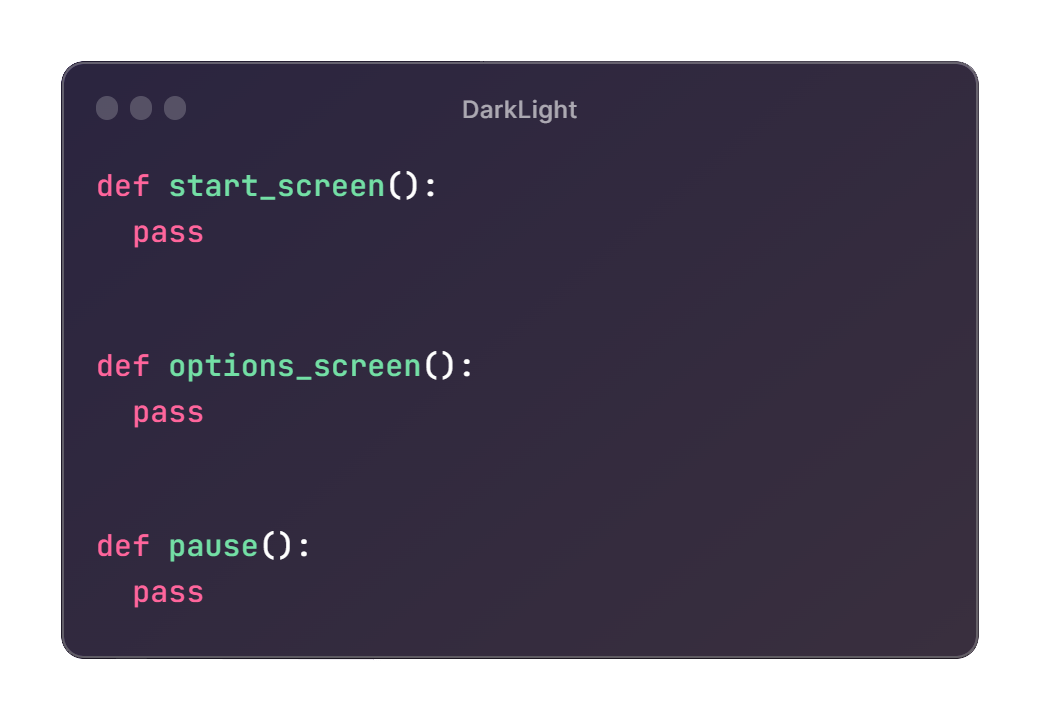 DarkLight
def start_screen():
  pass
def options_screen():
  pass
def pause():
  pass